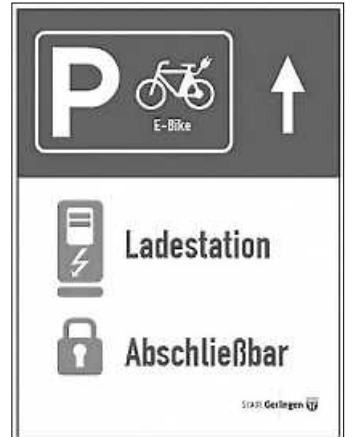 P
E-Bike
Ladestation
Abschließbar
STADT Gerlingen